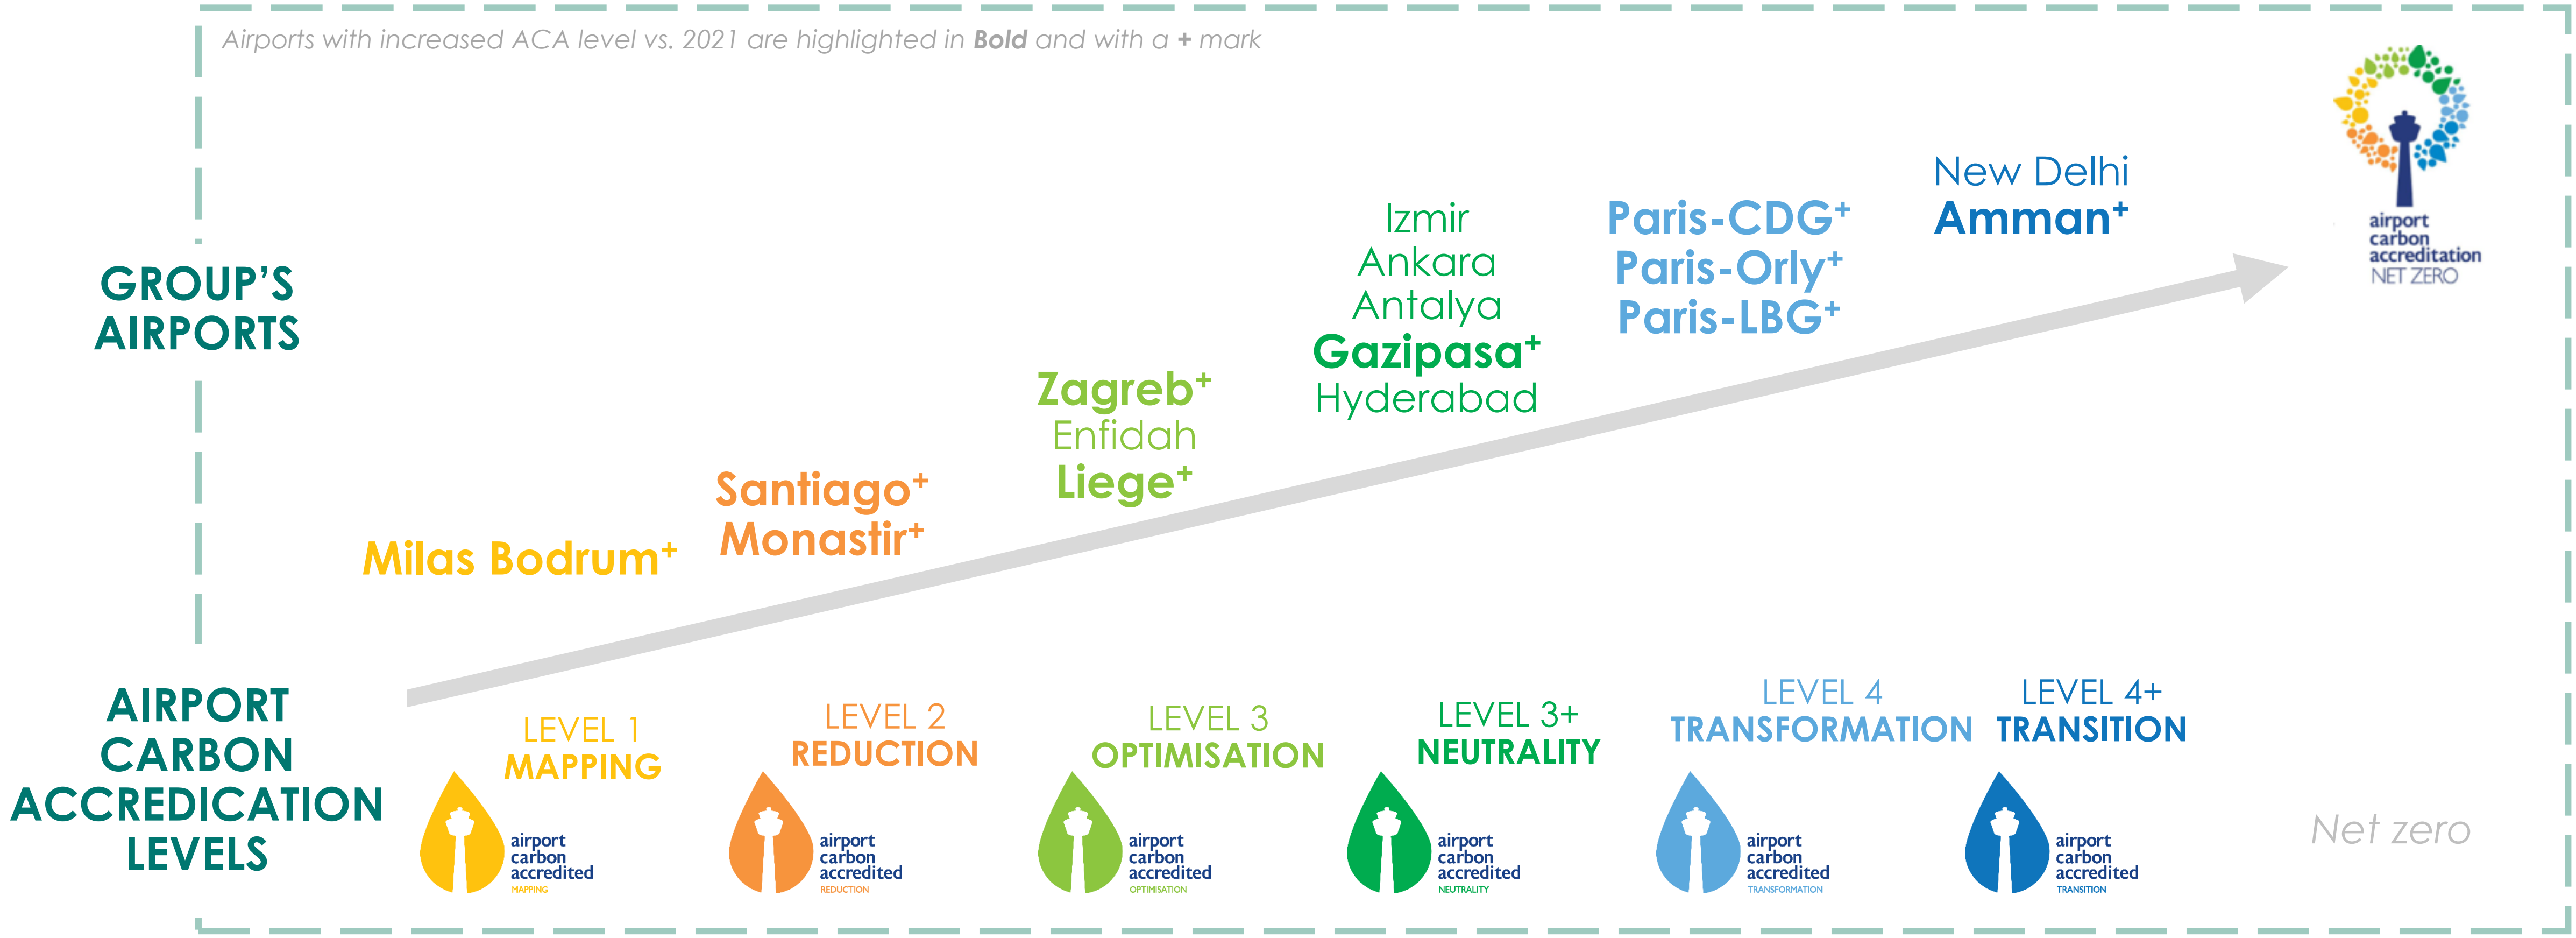 Airports with increased ACA level vs. 2021 are highlighted in Bold and with a + mark
airport
carbon
accreditation
NET ZERO
GROUP'S
AIRPORTS
Milas Bodrum+
Santiago+
Monastir+
Zagreb+
Enfidah
Liege+
Izmir
Ankara
Antalya
Gazipasa+
Hyderabad
Paris-CDG+
Paris-Orly+
Paris-LBG+
New Delhi
Amman+
AIRPORT
CARBON
ACCREDICATION
LEVELS
LEVEL 1
MAPPING
airport
carbon
accredited
MAPPING
LEVEL 2
REDUCTION
airport
carbon
accredited
REDUCTION
LEVEL 3
OPTIMISATION
airport
carbon
accredited
OPTIMISATION
LEVEL 3+
NEUTRALITY
airport
carbon
accredited
NEUTRALITY
LEVEL 4
TRANSFORMATION
airport
carbon
accredited
TRANSFORMATION
LEVEL 4+
TRANSITION
airport
carbon
accredited
TRANSITION
Net zero